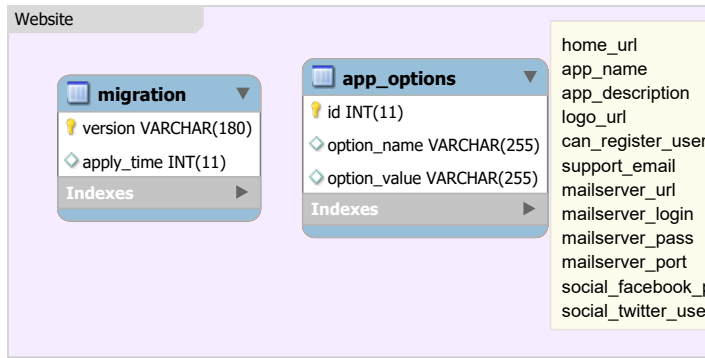 Website
migration
version VARCHAR(180)
apply_time INT(11)
Indexes
app_options
id INT(11)
option_name VARCHAR(255)
option_value VARCHAR(255)
Indexes
home_url
app_name
app_description
logo_url
can_register_user
support_email
mailserver_url
mailserver_login
mailserver_pass
mailserver_port
social_facebook_p
social_twitter_use